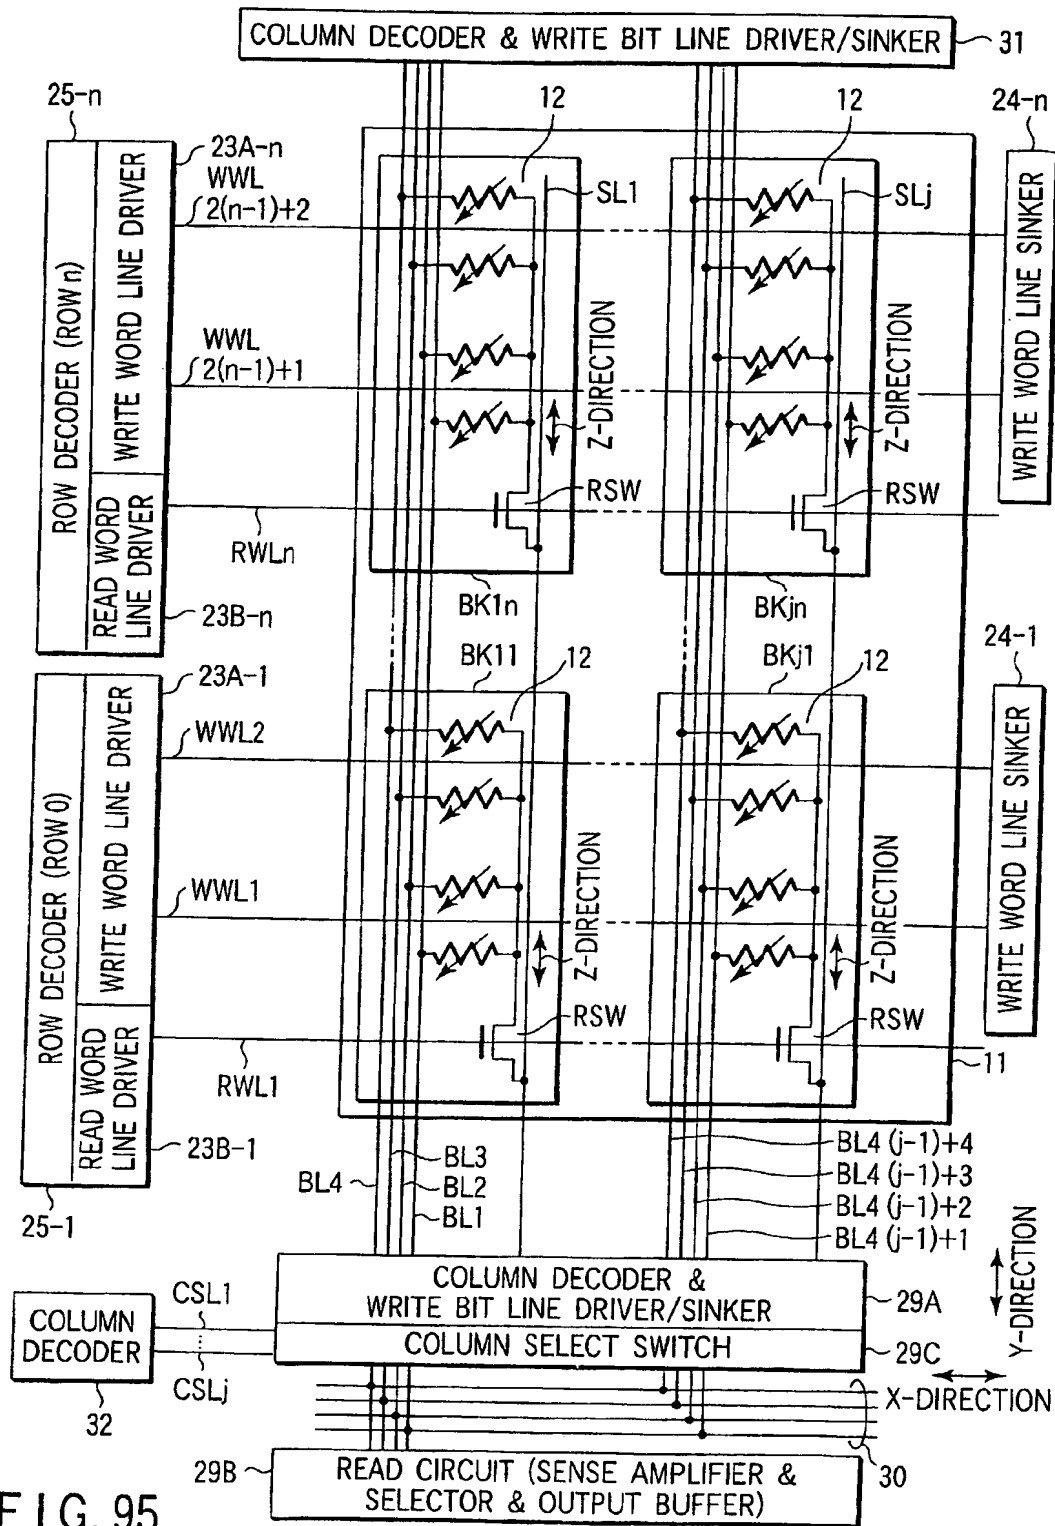 COLUMN DECODER & WRITE BIT LINE DRIVER/SINKER
31
25-n
12
12
24-n
23A-n
WWL
2(n-1)+2
SL1
SLj
ROW DECODER (ROW n)
WRITE WORD LINE DRIVER
READ WORD
LINE DRIVER
WRITE WORD LINE SINKER
WWL
2(n-1)+1
Z-DIRECTION
Z-DIRECTION
RSW
RSW
RWLn
23B-n
BK1n
BKjn
BK11
BKj1
24-1
23A-1
12
12
WWL2
ROW DECODER (ROW 0)
WRITE WORD LINE DRIVER
READ WORD
LINE DRIVER
WRITE WORD LINE SINKER
WWL1
Z-DIRECTION
Z-DIRECTION
RSW
RSW
RWL1
11
23B-1
25-1
BL4
BL3
BL2
BL1
BL4(j-1)+4
BL4(j-1)+3
BL4(j-1)+2
BL4(j-1)+1
COLUMN DECODER &
WRITE BIT LINE DRIVER/SINKER
29A
Y-DIRECTION
CSL1
COLUMN
DECODER
COLUMN SELECT SWITCH
29C
CSLj
32
X-DIRECTION
30
29B
READ CIRCUIT (SENSE AMPLIFIER &
SELECTOR & OUTPUT BUFFER)
FIG. 95